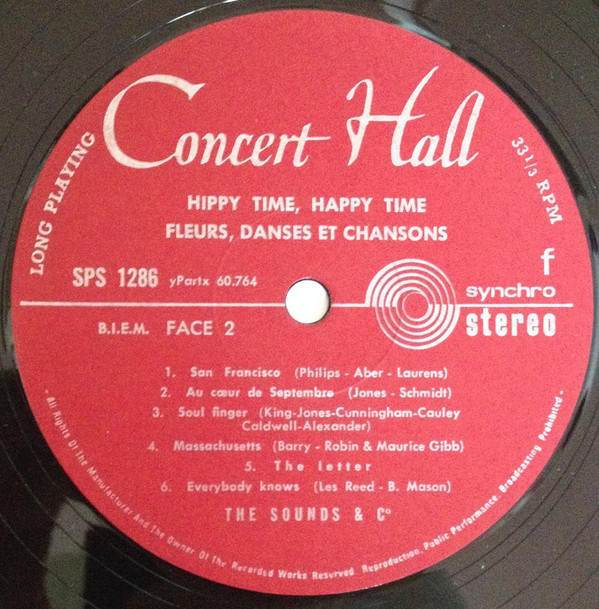 Concert Hall
LONG PLAYING
33 1/3 RPM
HIPPY TIME, HAPPY TIME
FLEURS, DANSES ET CHANSONS
f
SPS 1286 yPartx 60.764
synchro
stereo
B.I.E.M. FACE 2
1. San Francisco (Philips - Aber - Laurens)
2. Au cœur de Septembre (Jones - Schmidt)
3. Soul finger (King-Jones-Cunningham-Cauley
Caldwell-Alexander)
4. Massachusetts (Barry - Robin & Maurice Gibb)
5. The letter
6. Everybody knows (Les Reed - B. Mason)
THE SOUNDS & Cº
- All Rights Of The Manufacturer And The Owner Of The Recorded Works Reserved. Reproduction, Public Performance, Broadcasting Prohibited -